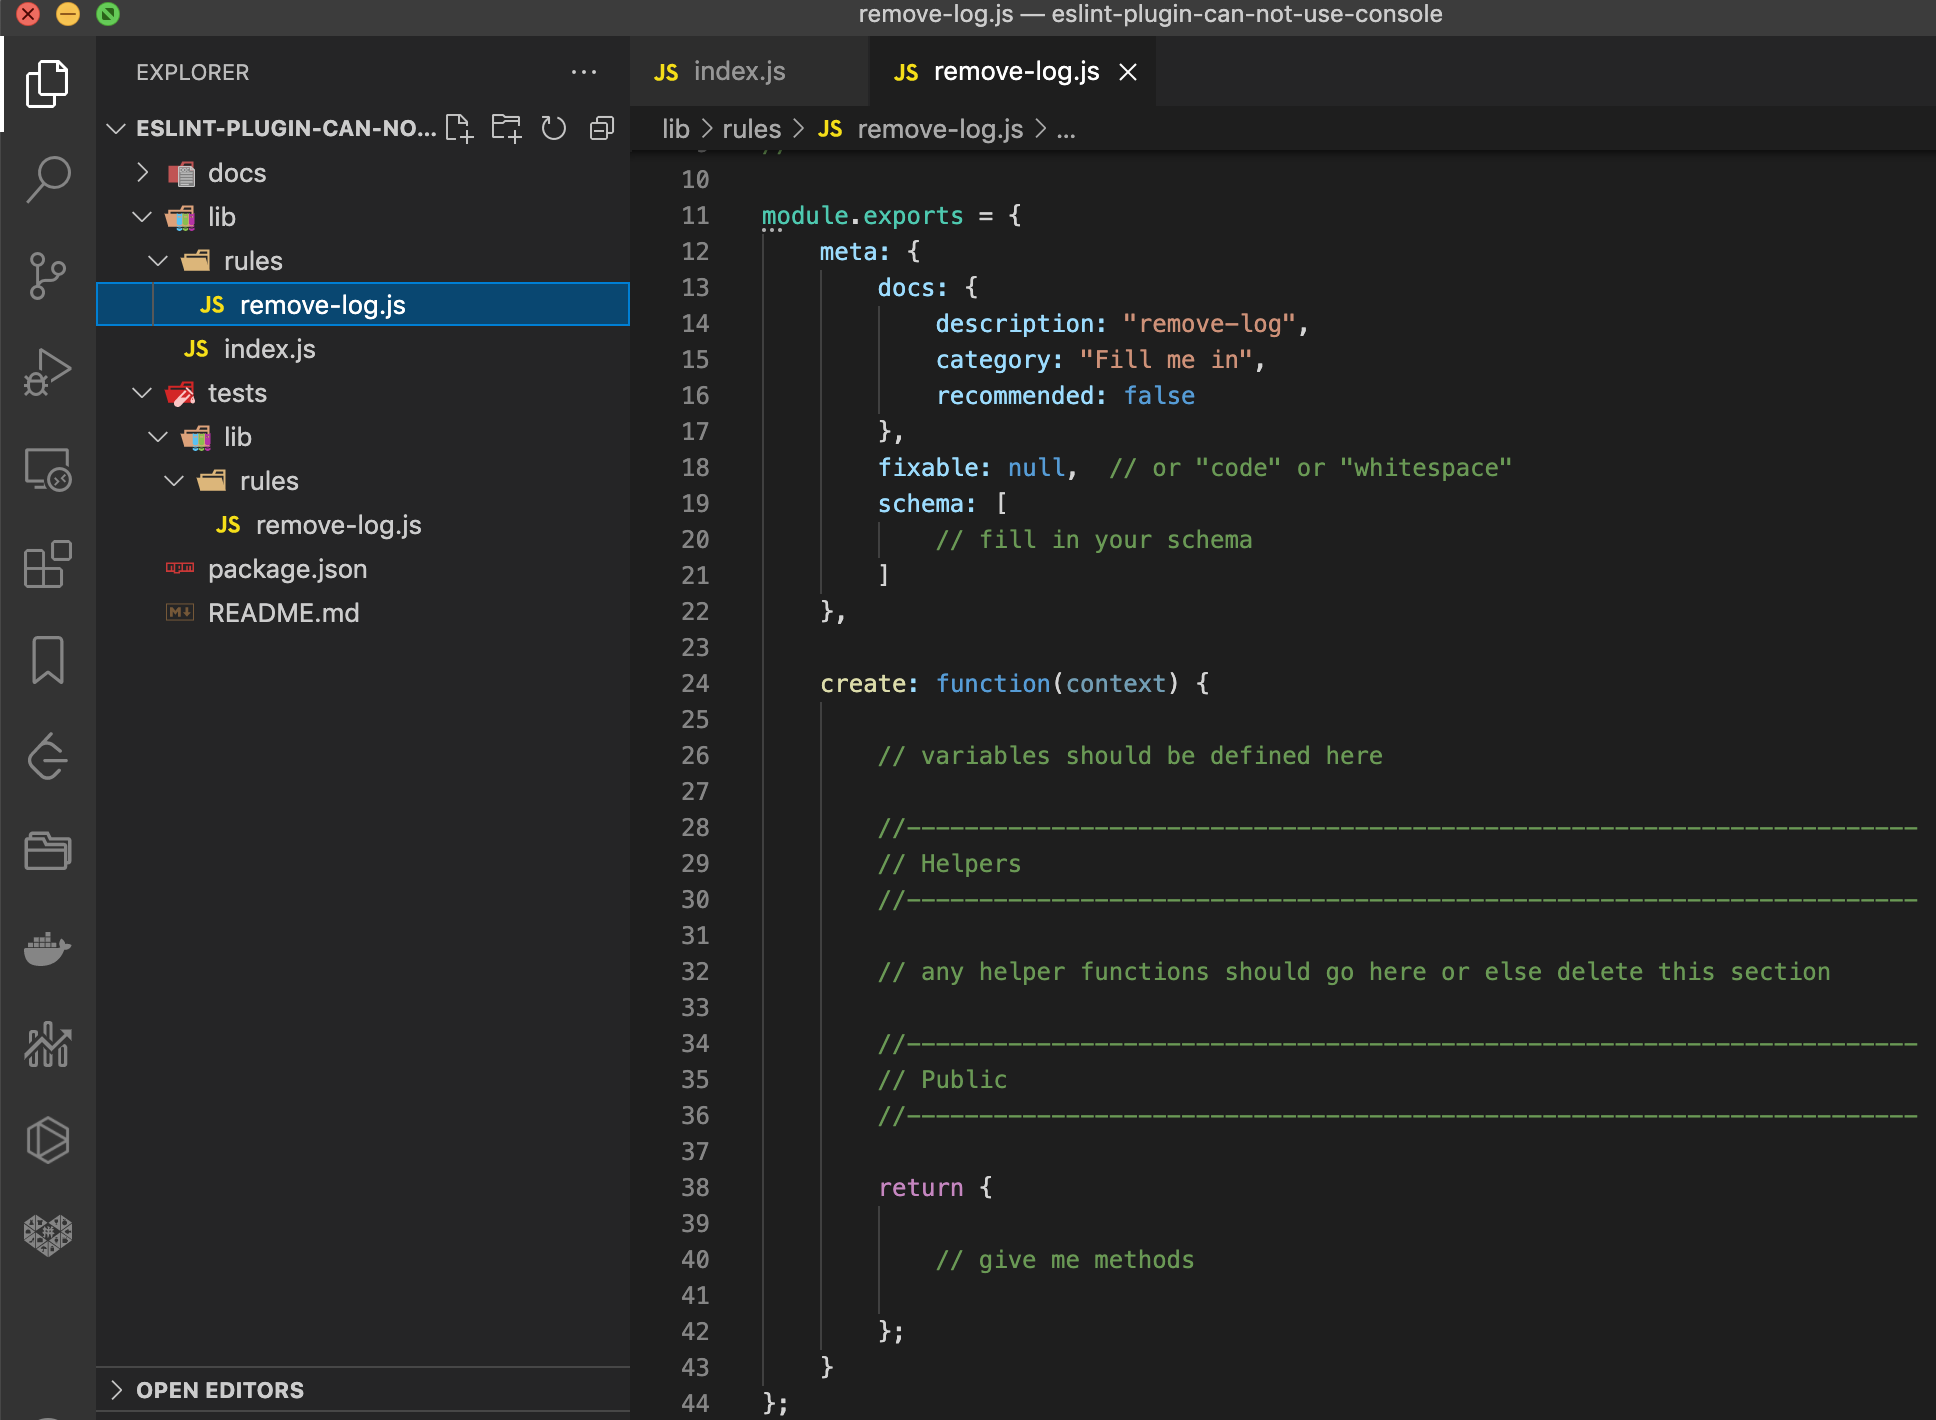 remove-log.js — eslint-plugin-can-not-use-console
EXPLORER
ESLINT-PLUGIN-CAN-NO...
docs
lib
rules
JS remove-log.js
JS index.js
tests
lib
rules
JS remove-log.js
package.json
README.md
OPEN EDITORS
JS index.js
JS remove-log.js
lib > rules > JS remove-log.js > ...
10
11 module.exports = {
12 meta: {
13 docs: {
14 description: "remove-log",
15 category: "Fill me in",
16 recommended: false
17 },
18 fixable: null,  // or "code" or "whitespace"
19 schema: [
20 // fill in your schema
21 ]
22 },
23
24 create: function(context) {
25
26 // variables should be defined here
27
28 //----------------------------------------------------------------------
29 // Helpers
30 //----------------------------------------------------------------------
31
32 // any helper functions should go here or else delete this section
33
34 //----------------------------------------------------------------------
35 // Public
36 //----------------------------------------------------------------------
37
38 return {
39
40 // give me methods
41
42 };
43 }
44 };